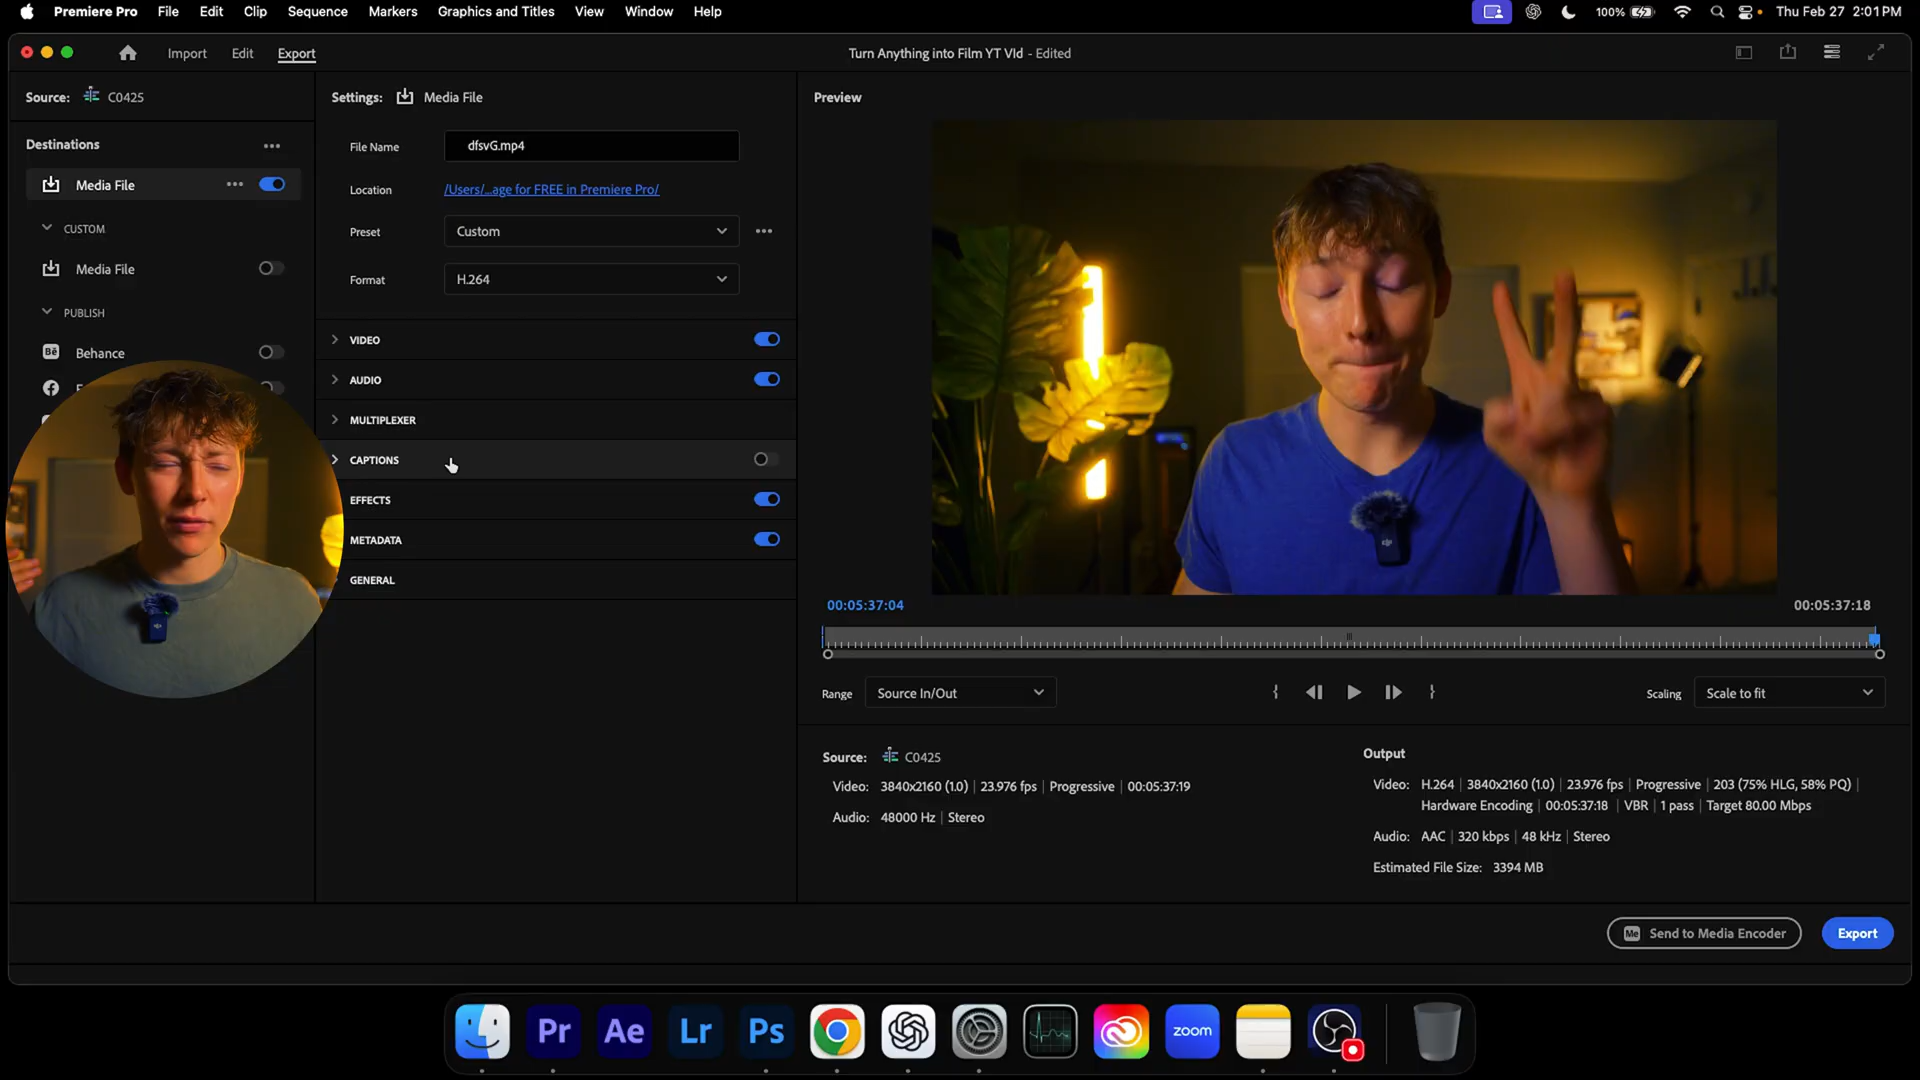 Premiere Pro File Edit Clip Sequence Markers Graphics and Titles View Window Help
100% Thu Feb 27 2:01PM
Import Edit Export
Turn Anything into Film YT VId - Edited
Source: C0425
Settings: Media File
Preview
Destinations
Media File
CUSTOM
Media File
PUBLISH
Bē Behance
File Name dfsvG.mp4
Location /Users/...age for FREE in Premiere Pro/
Preset Custom
Format H.264
VIDEO
AUDIO
MULTIPLEXER
CAPTIONS
EFFECTS
METADATA
GENERAL
00:05:37:04
00:05:37:18
Range Source In/Out
Scaling Scale to fit
Source: C0425
Video: 3840x2160 (1.0) | 23.976 fps | Progressive | 00:05:37:19
Audio: 48000 Hz | Stereo
Output
Video: H.264 | 3840x2160 (1.0) | 23.976 fps | Progressive | 203 (75% HLG, 58% PQ) |
Hardware Encoding | 00:05:37:18 | VBR | 1 pass | Target 80.00 Mbps
Audio: AAC | 320 kbps | 48 kHz | Stereo
Estimated File Size: 3394 MB
Me Send to Media Encoder
Export
Pr Ae Lr Ps zoom